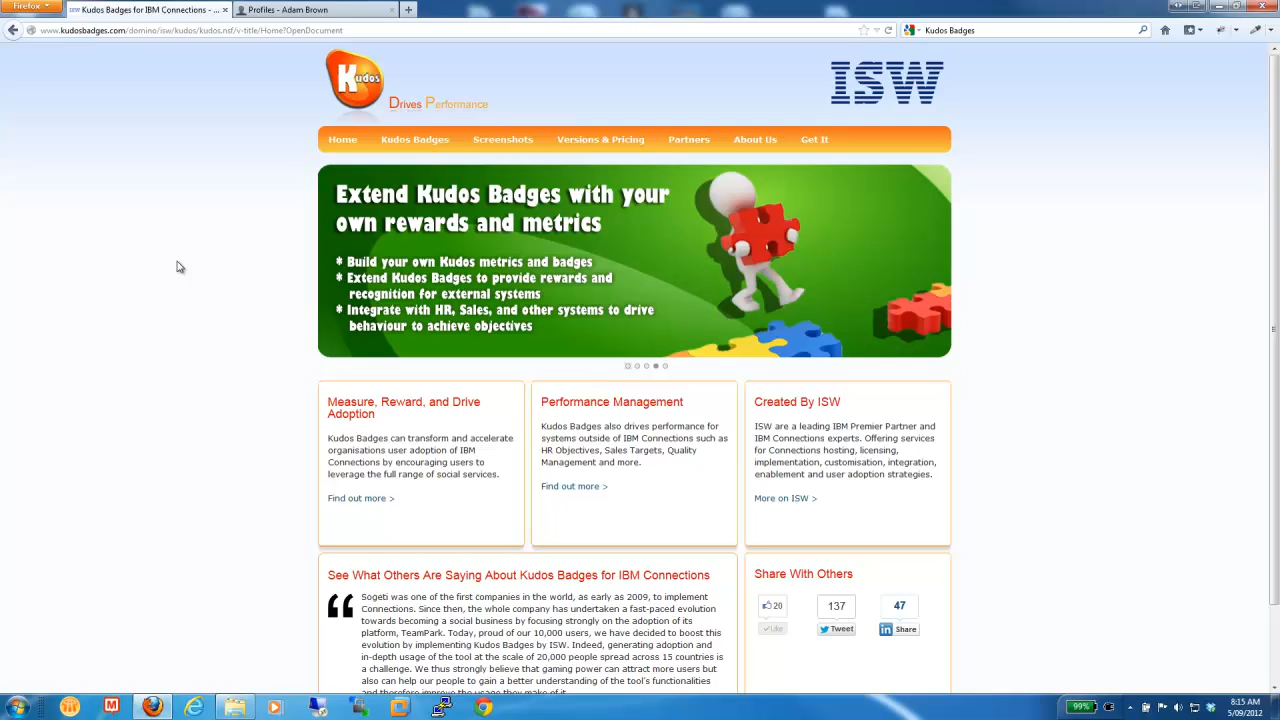 Firefox
Kudos Badges for IBM Connections - ...
Profiles - Adam Brown
www.kudosbadges.com/domino/isw/kudos/kudos.nsf/v-title/Home?OpenDocument
Kudos Badges
Kudos
Drives Performance
ISW
Home
Kudos Badges
Screenshots
Versions & Pricing
Partners
About Us
Get It
Extend Kudos Badges with your
own rewards and metrics
* Build your own Kudos metrics and badges
* Extend Kudos Badges to provide rewards and
recognition for external systems
* Integrate with HR, Sales, and other systems to drive
behaviour to achieve objectives
Measure, Reward, and Drive
Adoption
Kudos Badges can transform and accelerate
organisations user adoption of IBM
Connections by encouraging users to
leverage the full range of social services.
Find out more >
Performance Management
Kudos Badges also drives performance for
systems outside of IBM Connections such as
HR Objectives, Sales Targets, Quality
Management and more.
Find out more >
Created By ISW
ISW are a leading IBM Premier Partner and
IBM Connections experts. Offering services
for Connections hosting, licensing,
implementation, customisation, integration,
enablement and user adoption strategies.
More on ISW >
See What Others Are Saying About Kudos Badges for IBM Connections
Sogeti was one of the first companies in the world, as early as 2009, to implement
Connections. Since then, the whole company has undertaken a fast-paced evolution
towards becoming a social business by focusing strongly on the adoption of its
platform, TeamPark. Today, proud of our 10,000 users, we have decided to boost this
evolution by implementing Kudos Badges by ISW. Indeed, generating adoption and
in-depth usage of the tool at the scale of 20,000 people spread across 15 countries is
a challenge. We thus strongly believe that gaming power can attract more users but
also can help our people to gain a better understanding of the tool's functionalities
and therefore improve the usage they make of it.
Share With Others
20
Like
137
Tweet
47
Share
99%
8:15 AM
5/09/2012